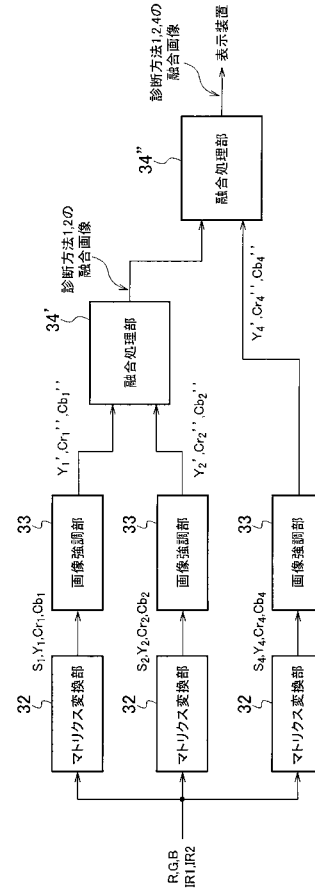 R,G,B
IR1,IR2
32
マトリクス変換部
S1,Y1,Cr1,Cb1
33
画像強調部
Y1',Cr1'',Cb1''
32
マトリクス変換部
S2,Y2,Cr2,Cb2
33
画像強調部
Y2',Cr2'',Cb2''
32
マトリクス変換部
S4,Y4,Cr4,Cb4
33
画像強調部
Y4',Cr4'',Cb4''
34'
融合処理部
診断方法1,2の
融合画像
34''
融合処理部
診断方法1,2,4の
融合画像
表示装置